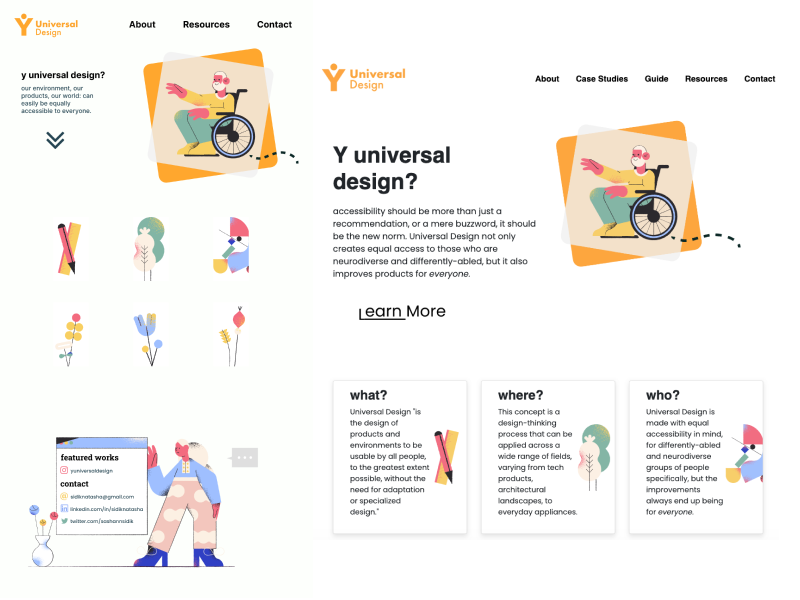 Universal
Design
About
Resources
Contact
y universal design?
our environment, our
products, our world: can
easily be equally
accessible to everyone.
featured works
yuniversaldesign
contact
sidiknatasha@gmail.com
linkedin.com/in/sidiknatasha
twitter.com/sashannsidik
Universal
Design
About
Case Studies
Guide
Resources
Contact
Y universal
design?
accessibility should be more than just a
recommendation, or a mere buzzword, it should
be the new norm. Universal Design not only
creates equal access to those who are
neurodiverse and differently-abled, but it also
improves products for everyone.
Learn More
what?
Universal Design "is
the design of
products and
environments to be
usable by all people,
to the greatest extent
possible, without the
need for adaptation
or specialized
design."
where?
This concept is a
design-thinking
process that can be
applied across a
wide range of fields,
varying from tech
products,
architectural
landscapes, to
everyday appliances.
who?
Universal Design is
made with equal
accessibility in mind,
for differently-abled
and neurodiverse
groups of people
specifically, but the
improvements
always end up being
for everyone.